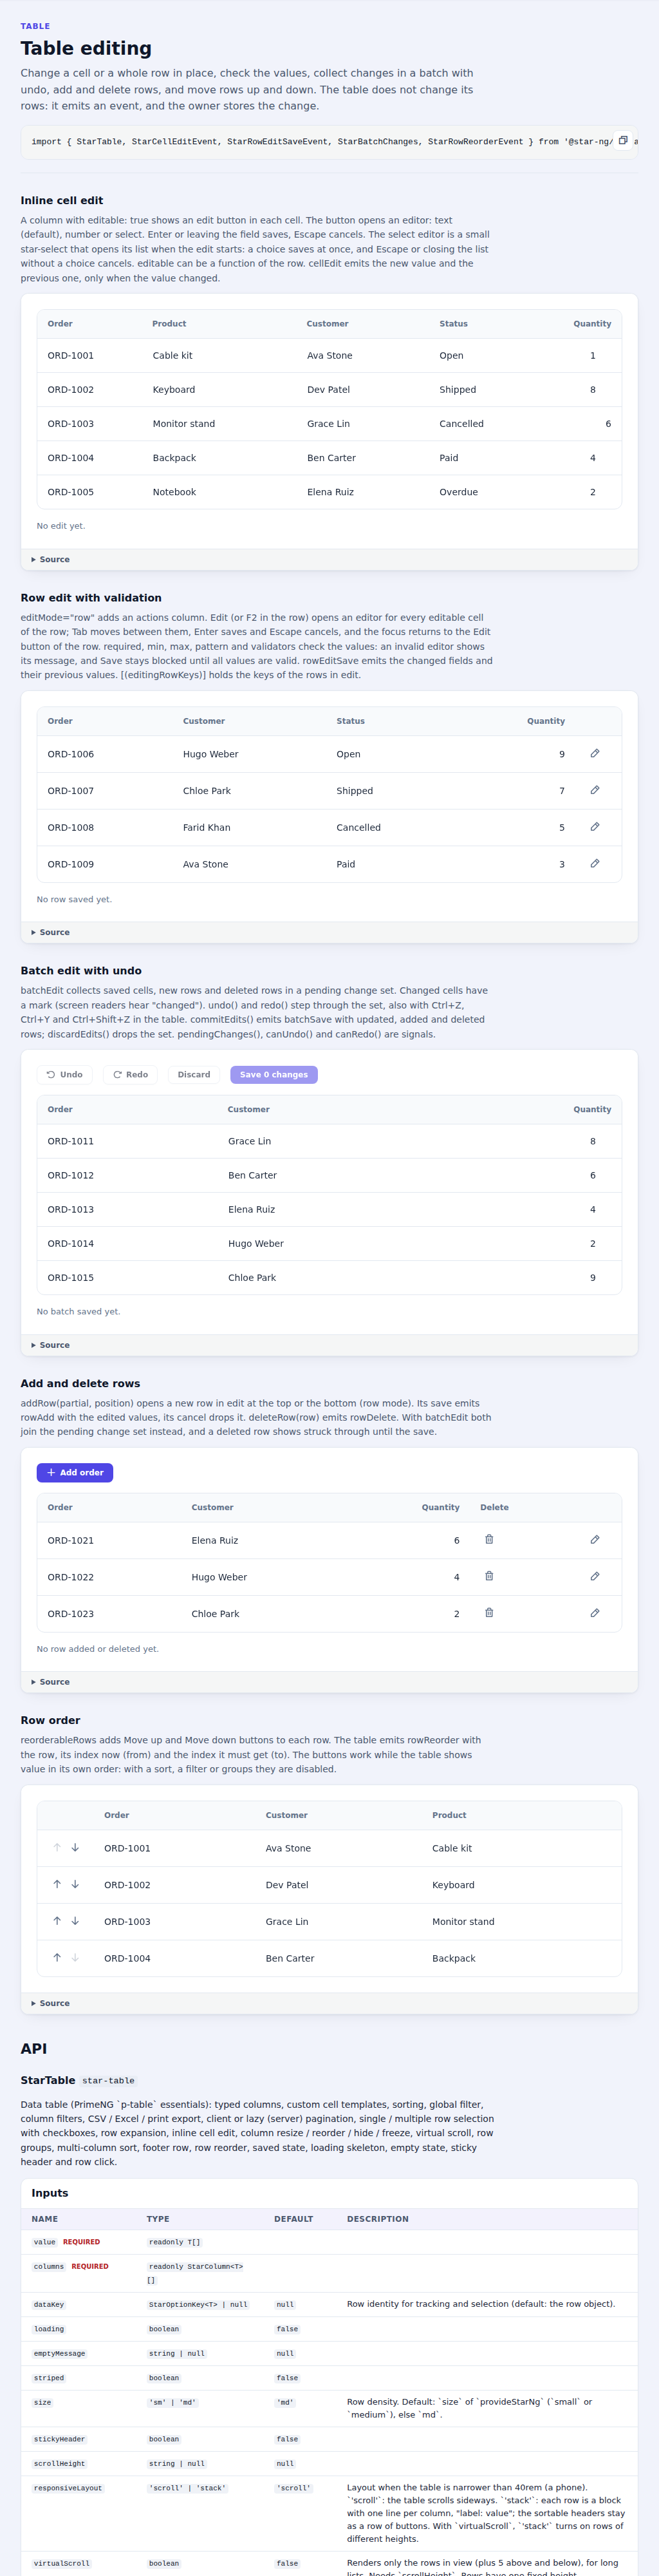 TABLE
Table editing
Change a cell or a whole row in place, check the values, collect changes in a batch with
undo, add and delete rows, and move rows up and down. The table does not change its
rows: it emits an event, and the owner stores the change.
import { StarTable, StarCellEditEvent, StarRowEditSaveEvent, StarBatchChanges, StarRowReorderEvent } from '@star-ng/
Inline cell edit
A column with editable: true shows an edit button in each cell. The button opens an editor: text
(default), number or select. Enter or leaving the field saves, Escape cancels. The select editor is a small
star-select that opens its list when the edit starts: a choice saves at once, and Escape or closing the list
without a choice cancels. editable can be a function of the row. cellEdit emits the new value and the
previous one, only when the value changed.
Order Product Customer Status Quantity
ORD-1001 Cable kit Ava Stone Open 1
ORD-1002 Keyboard Dev Patel Shipped 8
ORD-1003 Monitor stand Grace Lin Cancelled 6
ORD-1004 Backpack Ben Carter Paid 4
ORD-1005 Notebook Elena Ruiz Overdue 2
No edit yet.
Source
Row edit with validation
editMode="row" adds an actions column. Edit (or F2 in the row) opens an editor for every editable cell
of the row; Tab moves between them, Enter saves and Escape cancels, and the focus returns to the Edit
button of the row. required, min, max, pattern and validators check the values: an invalid editor shows
its message, and Save stays blocked until all values are valid. rowEditSave emits the changed fields and
their previous values. [(editingRowKeys)] holds the keys of the rows in edit.
Order Customer Status Quantity
ORD-1006 Hugo Weber Open 9
ORD-1007 Chloe Park Shipped 7
ORD-1008 Farid Khan Cancelled 5
ORD-1009 Ava Stone Paid 3
No row saved yet.
Source
Batch edit with undo
batchEdit collects saved cells, new rows and deleted rows in a pending change set. Changed cells have
a mark (screen readers hear "changed"). undo() and redo() step through the set, also with Ctrl+Z,
Ctrl+Y and Ctrl+Shift+Z in the table. commitEdits() emits batchSave with updated, added and deleted
rows; discardEdits() drops the set. pendingChanges(), canUndo() and canRedo() are signals.
Undo Redo Discard Save 0 changes
Order Customer Quantity
ORD-1011 Grace Lin 8
ORD-1012 Ben Carter 6
ORD-1013 Elena Ruiz 4
ORD-1014 Hugo Weber 2
ORD-1015 Chloe Park 9
No batch saved yet.
Source
Add and delete rows
addRow(partial, position) opens a new row in edit at the top or the bottom (row mode). Its save emits
rowAdd with the edited values, its cancel drops it. deleteRow(row) emits rowDelete. With batchEdit both
join the pending change set instead, and a deleted row shows struck through until the save.
Add order
Order Customer Quantity Delete
ORD-1021 Elena Ruiz 6
ORD-1022 Hugo Weber 4
ORD-1023 Chloe Park 2
No row added or deleted yet.
Source
Row order
reorderableRows adds Move up and Move down buttons to each row. The table emits rowReorder with
the row, its index now (from) and the index it must get (to). The buttons work while the table shows
value in its own order: with a sort, a filter or groups they are disabled.
Order Customer Product
ORD-1001 Ava Stone Cable kit
ORD-1002 Dev Patel Keyboard
ORD-1003 Grace Lin Monitor stand
ORD-1004 Ben Carter Backpack
Source
API
StarTable star-table
Data table (PrimeNG `p-table` essentials): typed columns, custom cell templates, sorting, global filter,
column filters, CSV / Excel / print export, client or lazy (server) pagination, single / multiple row selection
with checkboxes, row expansion, inline cell edit, column resize / reorder / hide / freeze, virtual scroll, row
groups, multi-column sort, footer row, row reorder, saved state, loading skeleton, empty state, sticky
header and row click.
Inputs
NAME TYPE DEFAULT DESCRIPTION
value REQUIRED readonly T[]
columns REQUIRED readonly StarColumn<T>
[]
dataKey StarOptionKey<T> | null null Row identity for tracking and selection (default: the row object).
loading boolean false
emptyMessage string | null null
striped boolean false
size 'sm' | 'md' 'md' Row density. Default: `size` of `provideStarNg` (`small` or
`medium`), else `md`.
stickyHeader boolean false
scrollHeight string | null null
responsiveLayout 'scroll' | 'stack' 'scroll' Layout when the table is narrower than 40rem (a phone).
`'scroll'`: the table scrolls sideways. `'stack'`: each row is a block
with one line per column, "label: value"; the sortable headers stay
as a row of buttons. With `virtualScroll`, `'stack'` turns on rows of
different heights.
virtualScroll boolean false Renders only the rows in view (plus 5 above and below), for long